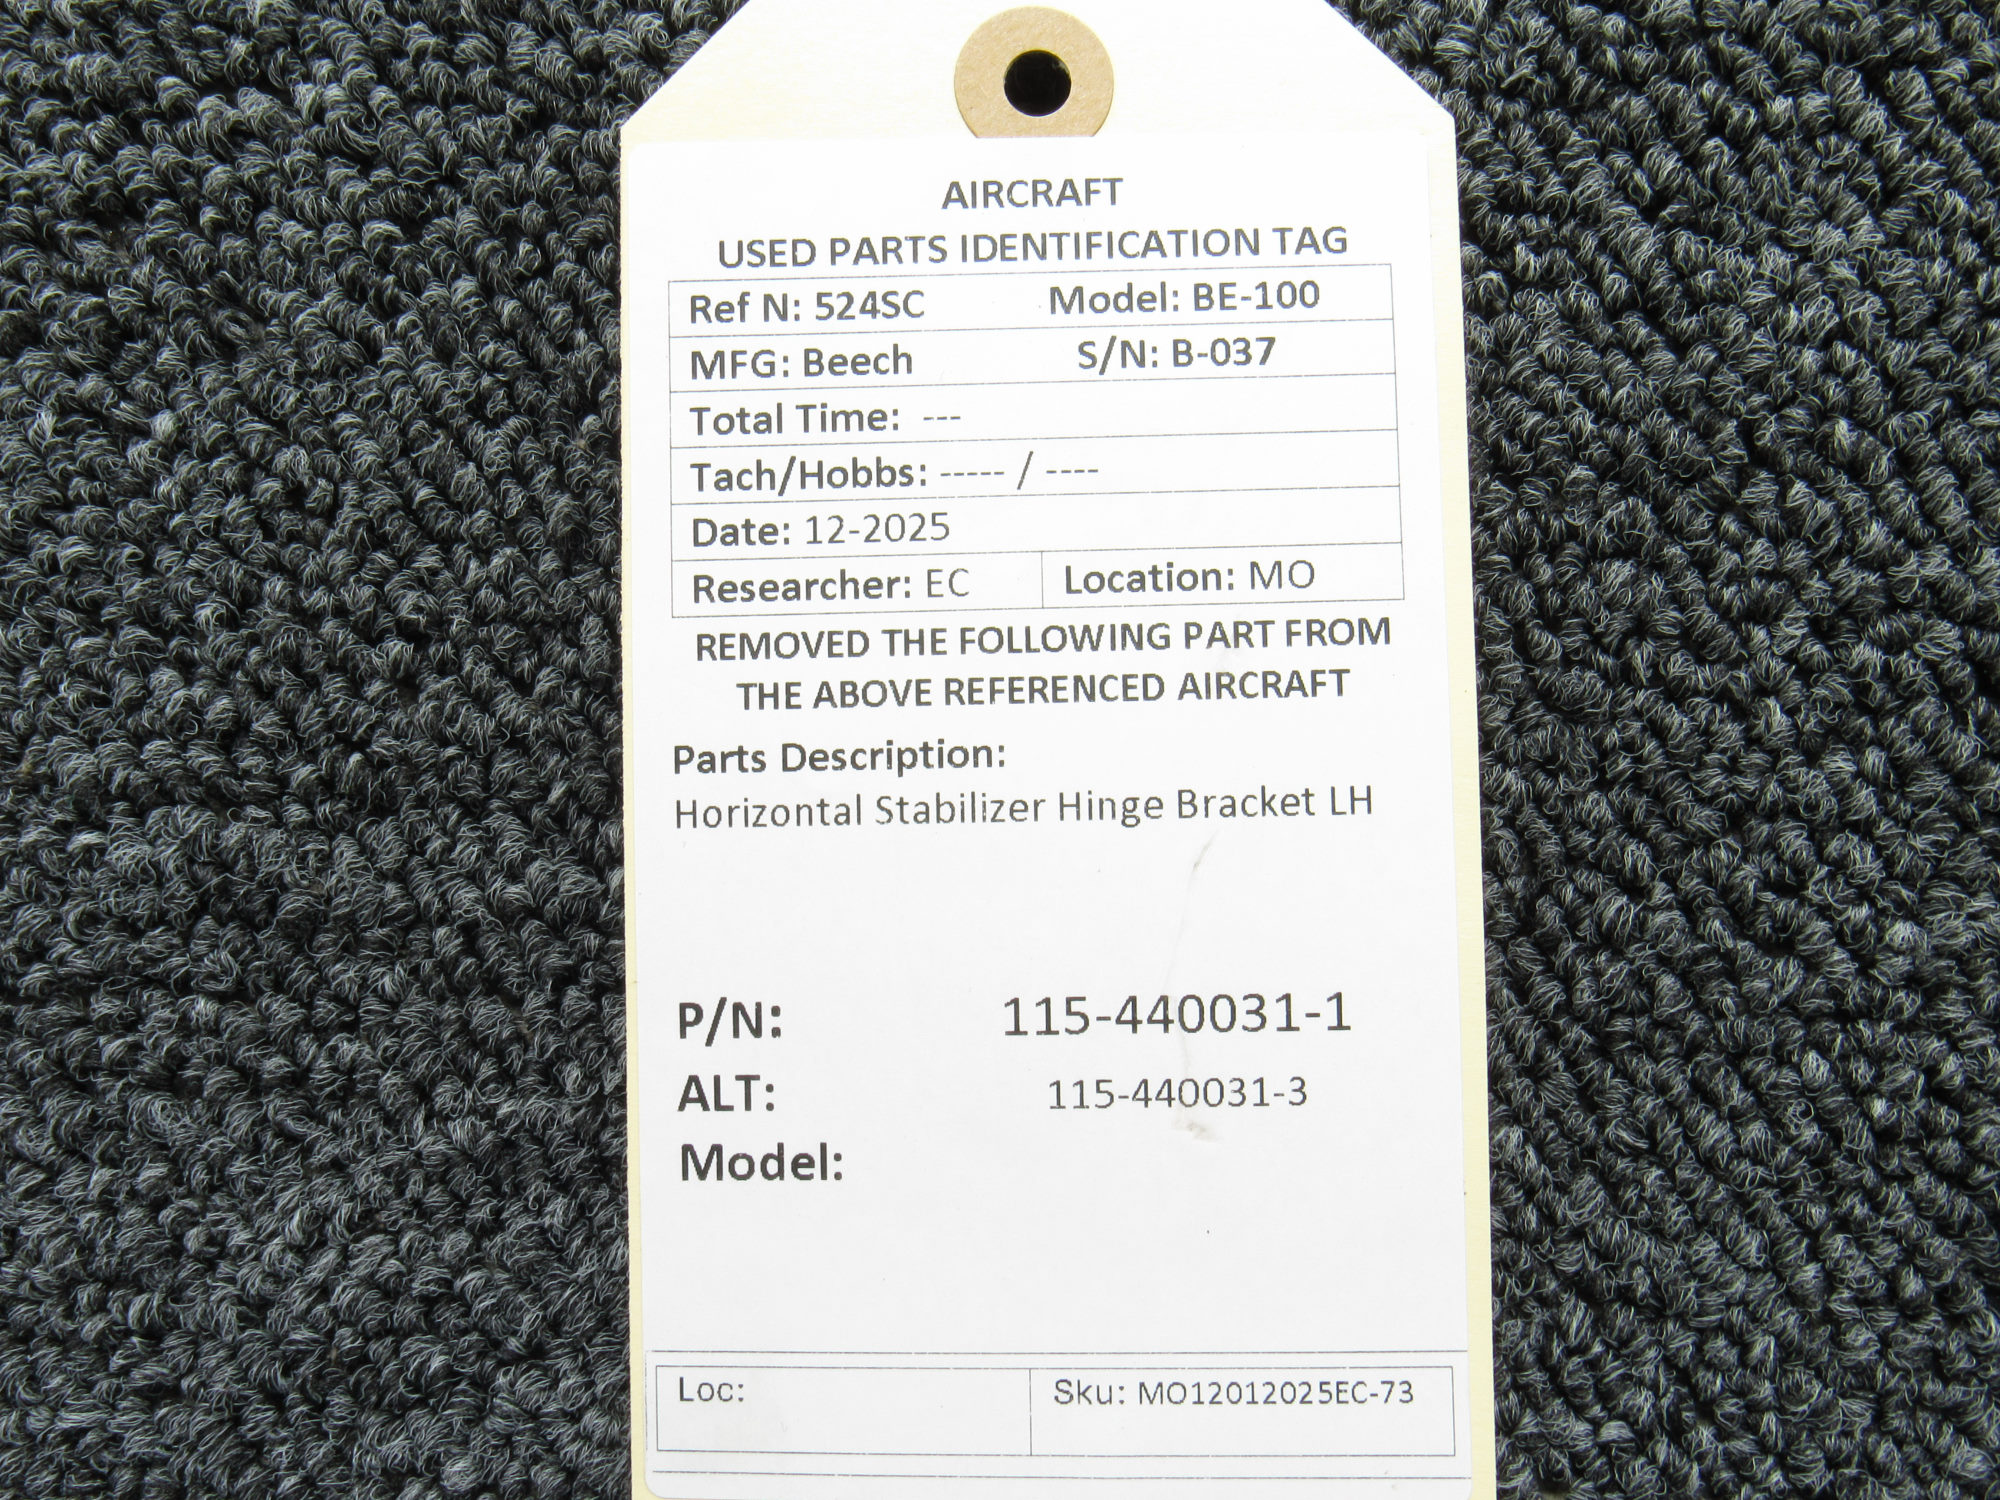 AIRCRAFT
USED PARTS IDENTIFICATION TAG
Ref N: 524SC Model: BE-100
MFG: Beech S/N: B-037
Total Time: ---
Tach/Hobbs: ----- / ----
Date: 12-2025
Researcher: EC Location: MO
REMOVED THE FOLLOWING PART FROM
THE ABOVE REFERENCED AIRCRAFT
Parts Description:
Horizontal Stabilizer Hinge Bracket LH
P/N: 115-440031-1
ALT: 115-440031-3
Model:
Loc: Sku: MO12012025EC-73